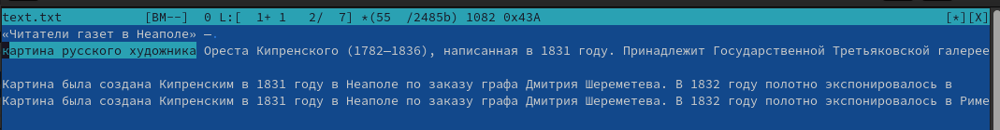 text.txt [BM--] 0 L:[ 1+ 1 2/ 7] *(55 /2485b) 1082 0x43A [*][X]
«Читатели газет в Неаполе» —.
картина русского художника Ореста Кипренского (1782—1836), написанная в 1831 году. Принадлежит Государственной Третьяковской галерее
Картина была создана Кипренским в 1831 году в Неаполе по заказу графа Дмитрия Шереметева. В 1832 году полотно экспонировалось в
Картина была создана Кипренским в 1831 году в Неаполе по заказу графа Дмитрия Шереметева. В 1832 году полотно экспонировалось в Риме